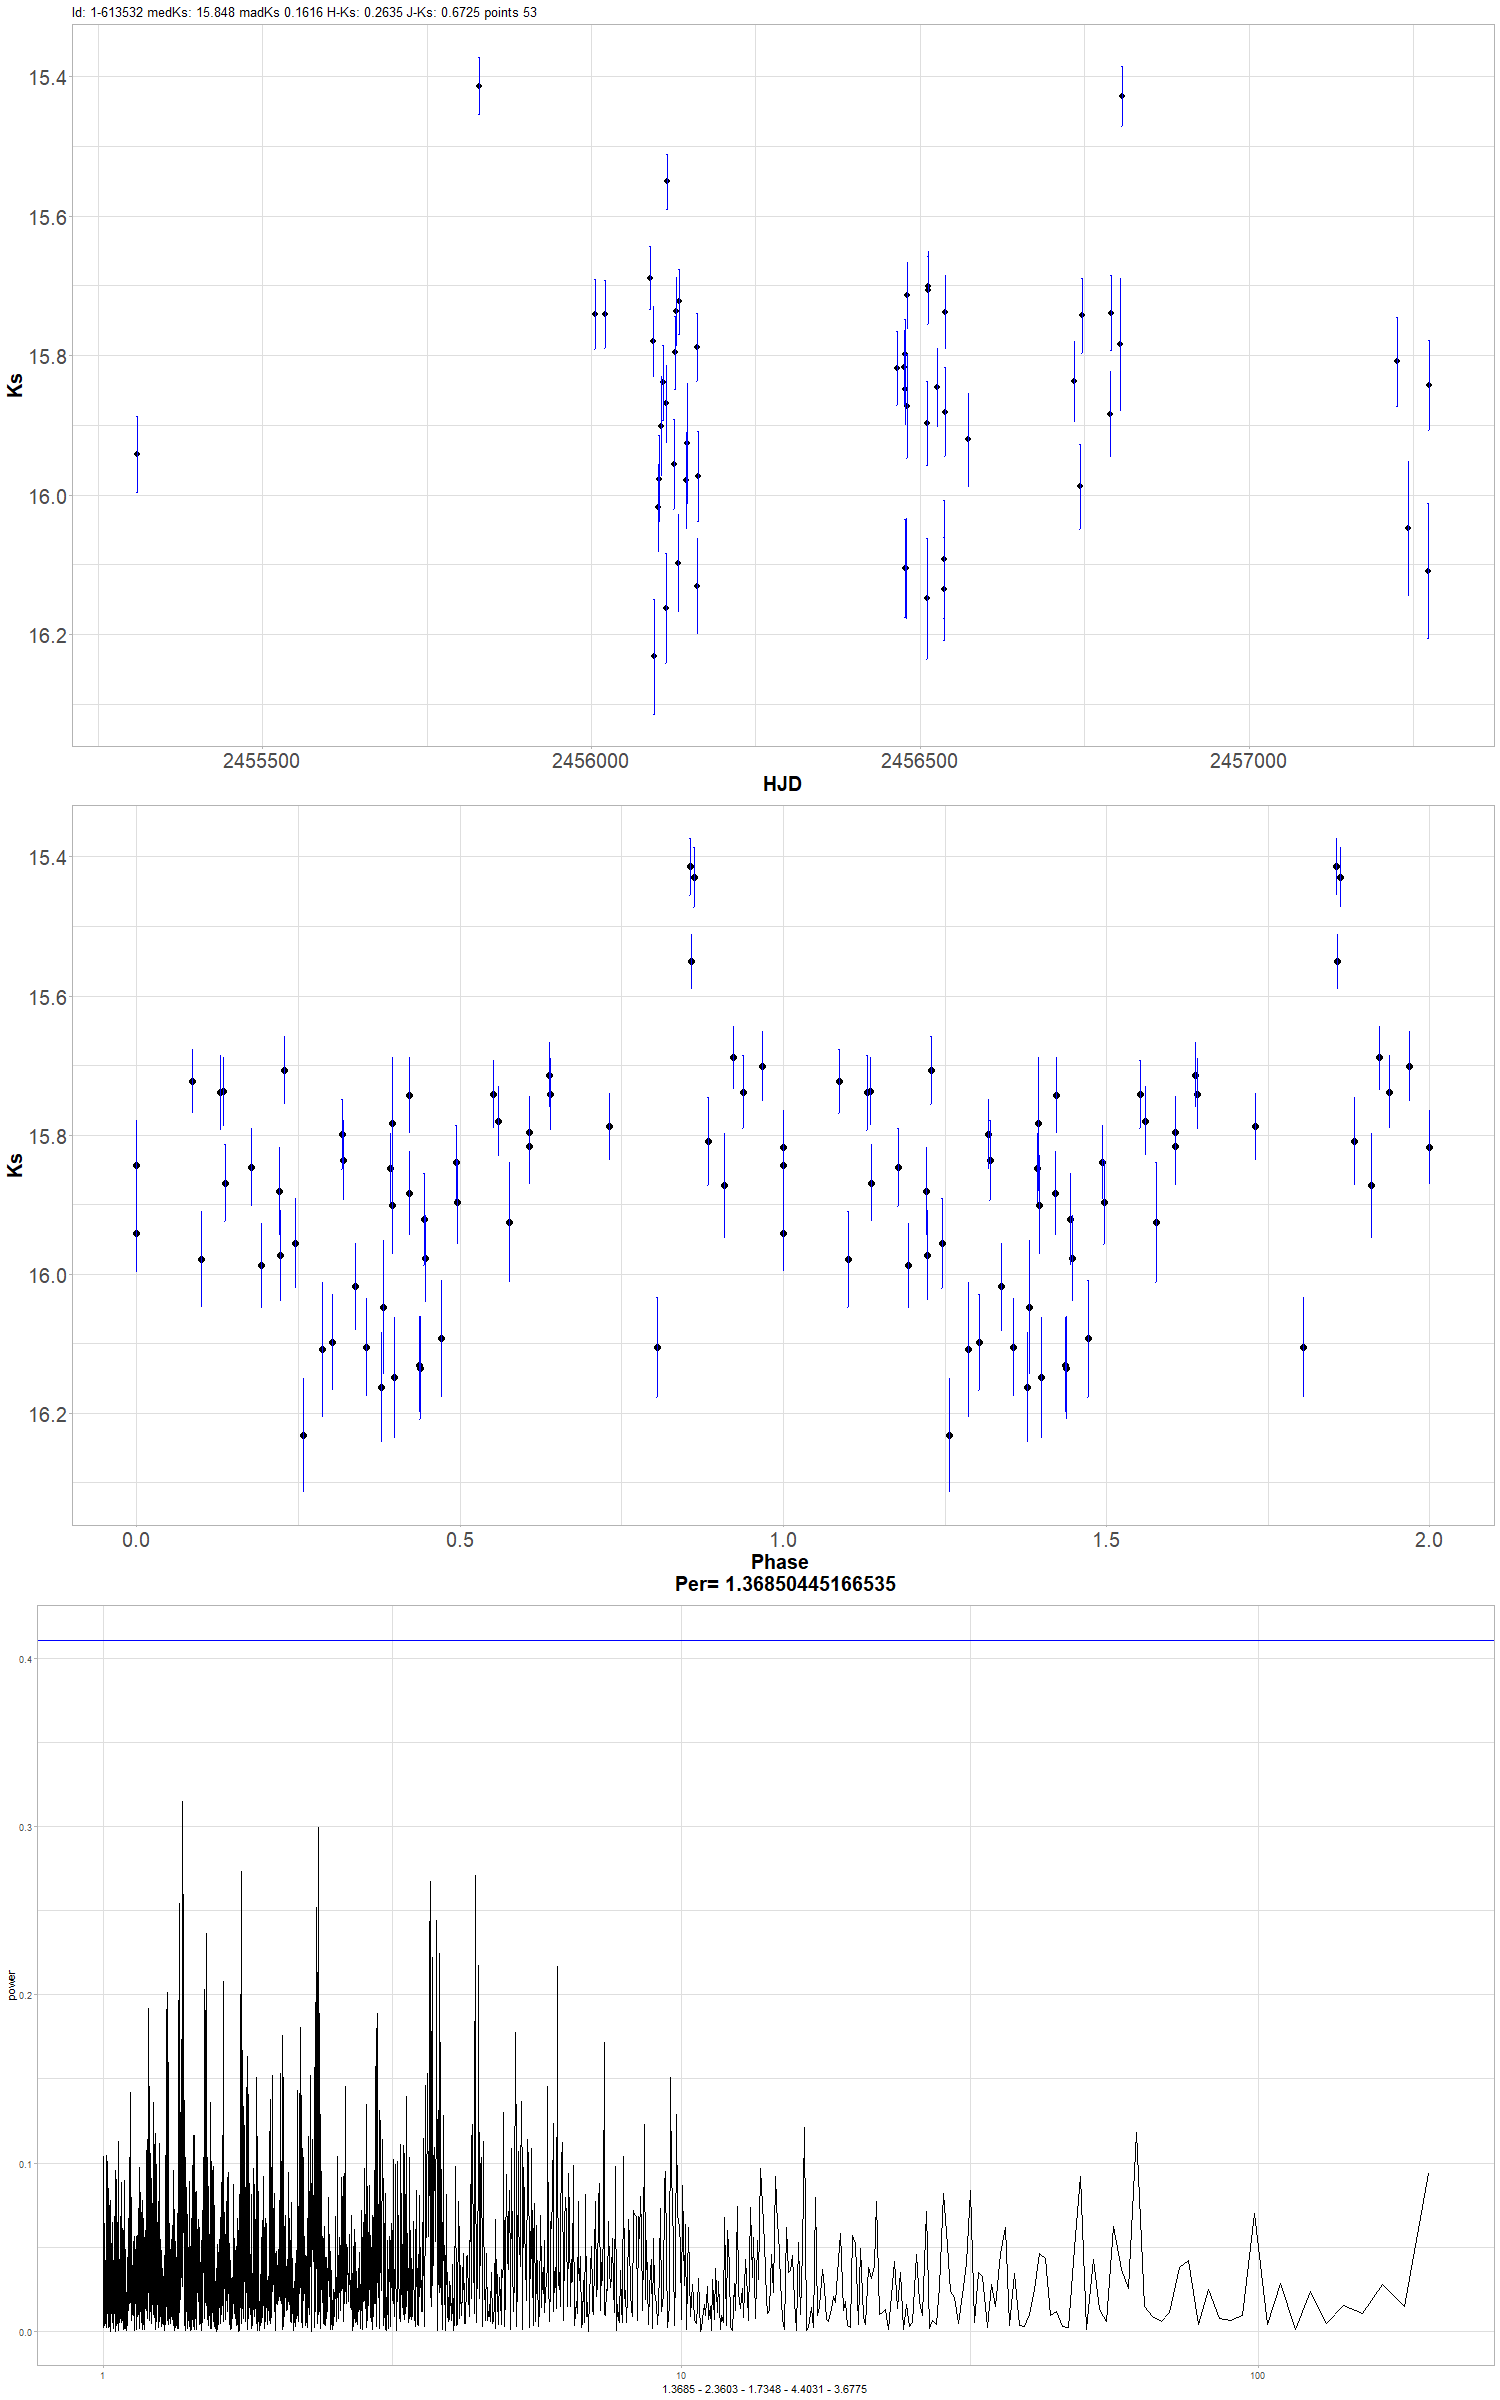 Id: 1-613532 medKs: 15.848 madKs 0.1616 H-Ks: 0.2635 J-Ks: 0.6725 points 53
15.4
15.6
15.8
16.0
16.2
Ks
2455500 2456000 2456500 2457000
HJD
15.4
15.6
15.8
16.0
16.2
Ks
0.0 0.5 1.0 1.5 2.0
Phase
Per= 1.36850445166535
0.4
0.3
0.2
0.1
0.0
power
1 10 100
1.3685 - 2.3603 - 1.7348 - 4.4031 - 3.6775